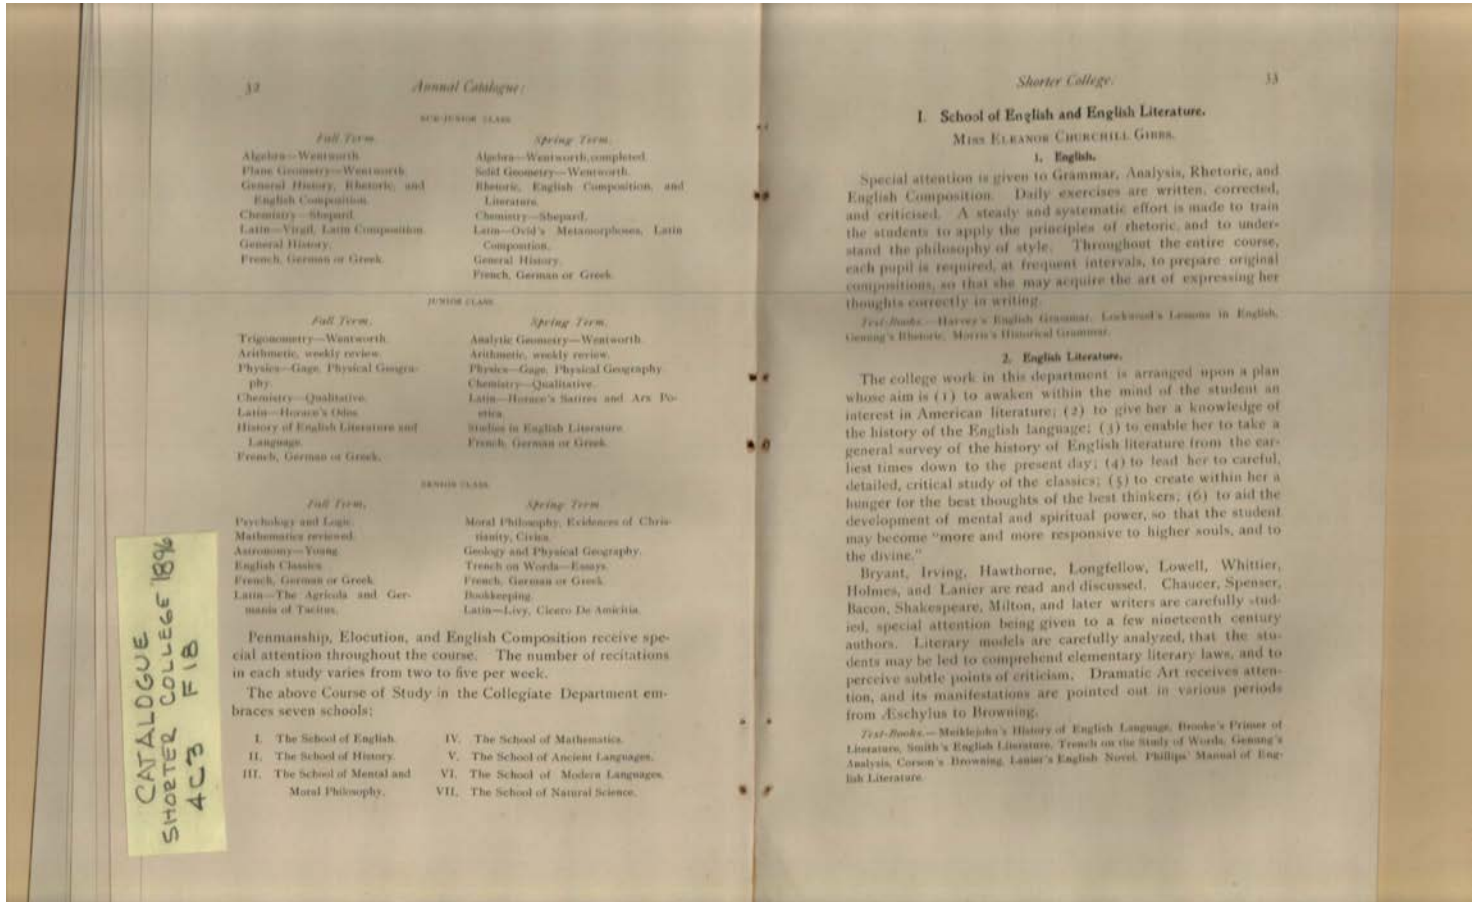 32
Annual Catalogue:
SUB-JUNIOR CLASS
Fall Term.
Algebra—Wentworth.
Plane Geometry—Wentworth
General History, Rhetoric, and
English Composition.
Chemistry—Shepard.
Latin—Virgil, Latin Composition
General History.
French, German or Greek.
Spring Term.
Algebra—Wentworth, completed.
Solid Geometry—Wentworth.
Rhetoric, English Composition, and
Literature.
Chemistry—Shepard.
Latin—Ovid's Metamorphoses, Latin
Composition.
General History.
French, German or Greek.
JUNIOR CLASS
Fall Term.
Trigonometry—Wentworth.
Arithmetic, weekly review.
Physics—Gage, Physical Geogra-
phy.
Chemistry—Qualitative.
Latin—Horace's Odes.
History of English Literature and
Language.
French, German or Greek.
Spring Term.
Analytic Geometry—Wentworth.
Arithmetic, weekly review.
Physics—Gage, Physical Geography
Chemistry—Qualitative.
Latin—Horace's Satires and Ars Po-
etica.
Studies in English Literature.
French, German or Greek.
SENIOR CLASS
Fall Term.
Psychology and Logic.
Mathematics reviewed.
Astronomy—Young.
English Classics.
French, German or Greek
Latin—The Agricola and Ger-
mania of Tacitus.
Spring Term
Moral Philosophy, Evidences of Chris-
tianity, Civics.
Geology and Physical Geography.
Trench on Words—Essays.
French, German or Greek.
Bookkeeping.
Latin—Livy, Cicero De Amicitia.
Penmanship, Elocution, and English Composition receive spe-
cial attention throughout the course. The number of recitations
in each study varies from two to five per week.
The above Course of Study in the Collegiate Department em-
braces seven schools:
I. The School of English.
II. The School of History.
III. The School of Mental and
Moral Philosophy.
IV. The School of Mathematics.
V. The School of Ancient Languages.
VI. The School of Modern Languages.
VII. The School of Natural Science.
CATALOGUE
SHORTER COLLEGE 1896
4C3 F18
Shorter College.
33
I. School of English and English Literature.
MISS ELEANOR CHURCHILL GIBBS.
1. English.
Special attention is given to Grammar, Analysis, Rhetoric, and
English Composition. Daily exercises are written, corrected,
and criticised. A steady and systematic effort is made to train
the students to apply the principles of rhetoric and to under-
stand the philosophy of style. Throughout the entire course,
each pupil is required, at frequent intervals, to prepare original
compositions, so that she may acquire the art of expressing her
thoughts correctly in writing.
Text-Books.—Harvey's English Grammar, Lockwood's Lessons in English,
Genung's Rhetoric, Morris's Historical Grammar.
2. English Literature.
The college work in this department is arranged upon a plan
whose aim is (1) to awaken within the mind of the student an
interest in American literature; (2) to give her a knowledge of
the history of the English language; (3) to enable her to take a
general survey of the history of English literature from the ear-
liest times down to the present day; (4) to lead her to careful,
detailed, critical study of the classics; (5) to create within her a
hunger for the best thoughts of the best thinkers; (6) to aid the
development of mental and spiritual power, so that the student
may become "more and more responsive to higher souls, and to
the divine."
Bryant, Irving, Hawthorne, Longfellow, Lowell, Whittier,
Holmes, and Lanier are read and discussed. Chaucer, Spenser,
Bacon, Shakespeare, Milton, and later writers are carefully stud-
ied, special attention being given to a few nineteenth century
authors. Literary models are carefully analyzed, that the stu-
dents may be led to comprehend elementary literary laws, and to
perceive subtle points of criticism. Dramatic Art receives atten-
tion, and its manifestations are pointed out in various periods
from Æschylus to Browning.
Text-Books.—Meiklejohn's History of English Language, Brooke's Primer of
Literature, Smith's English Literature, Trench on the Study of Words, Genung's
Analysis, Corson's Browning, Lanier's English Novel, Phillips' Manual of Eng-
lish Literature.